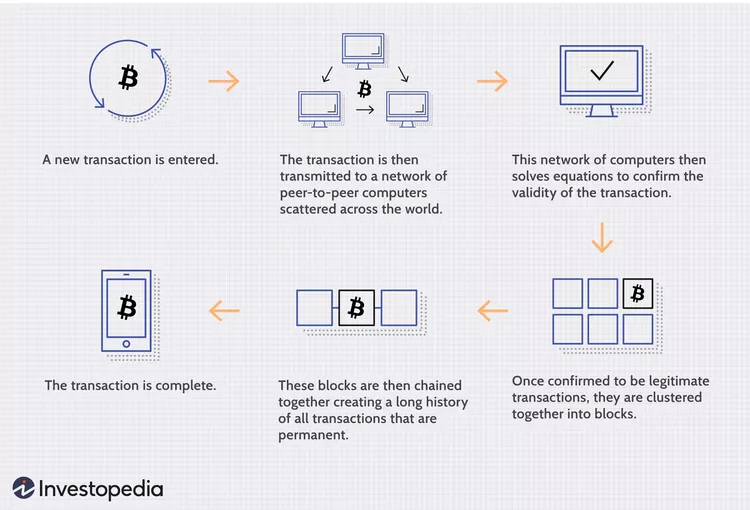 A new transaction is entered.
The transaction is then
transmitted to a network of
peer-to-peer computers
scattered across the world.
This network of computers then
solves equations to confirm the
validity of the transaction.
The transaction is complete.
These blocks are then chained
together creating a long history
of all transactions that are
permanent.
Once confirmed to be legitimate
transactions, they are clustered
together into blocks.
Investopedia